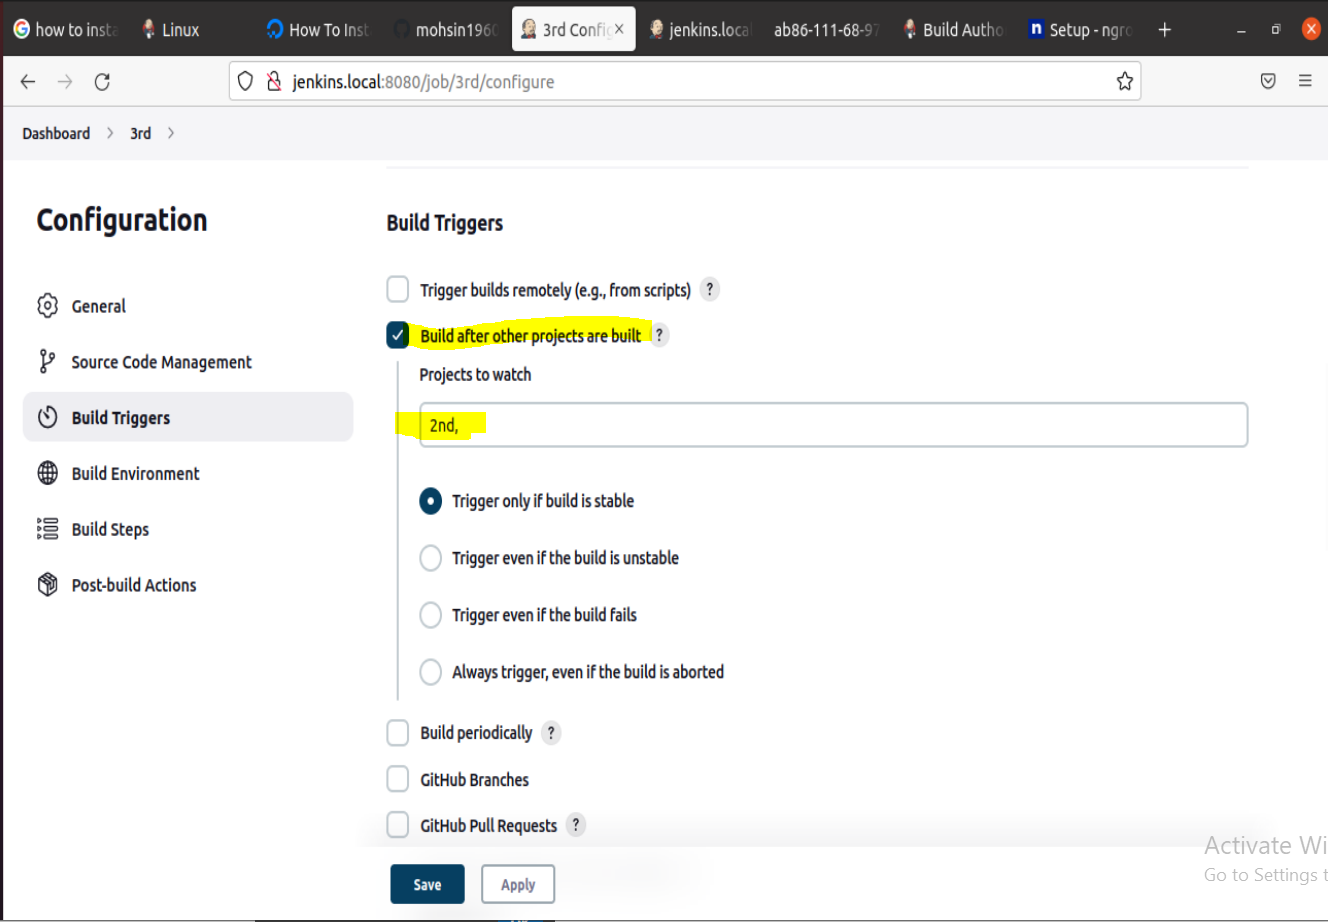 how to insta
Linux
How To Inst
mohsin1960
3rd Config
jenkins.local
ab86-111-68-97
Build Autho
Setup - ngro
jenkins.local:8080/job/3rd/configure
Dashboard
3rd
Configuration
General
Source Code Management
Build Triggers
Build Environment
Build Steps
Post-build Actions
Build Triggers
Trigger builds remotely (e.g., from scripts) ?
Build after other projects are built ?
Projects to watch
2nd,
Trigger only if build is stable
Trigger even if the build is unstable
Trigger even if the build fails
Always trigger, even if the build is aborted
Build periodically ?
GitHub Branches
GitHub Pull Requests ?
Save
Apply
Activate Wi
Go to Settings t